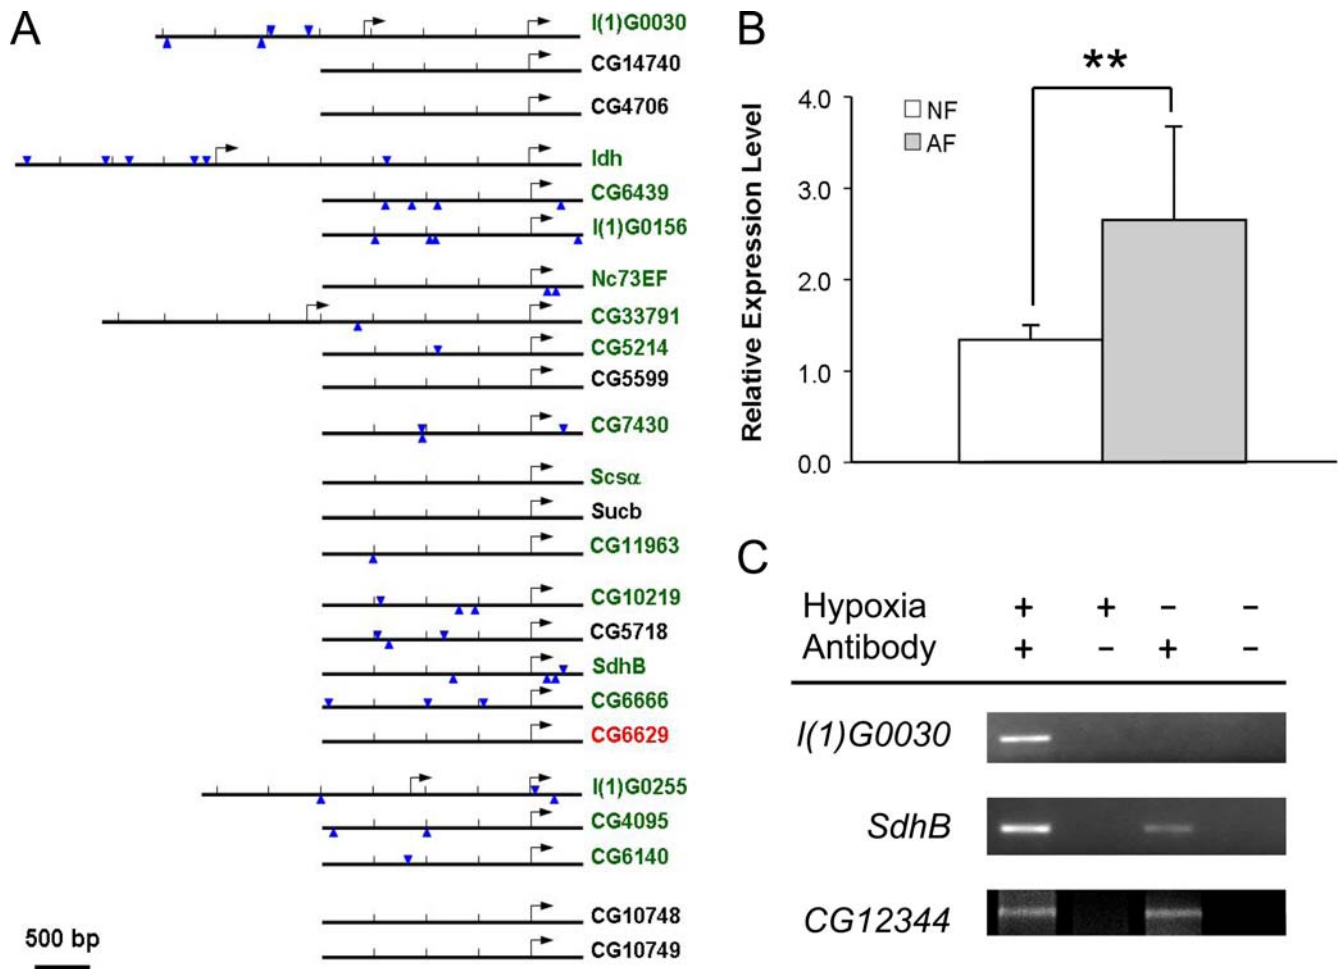 A
l(1)G0030
CG14740
CG4706
Idh
CG6439
l(1)G0156
Nc73EF
CG33791
CG5214
CG5599
CG7430
Scsα
Sucb
CG11963
CG10219
CG5718
SdhB
CG6666
CG6629
l(1)G0255
CG4095
CG6140
CG10748
CG10749
500 bp
B
**
Relative Expression Level
4.0
3.0
2.0
1.0
0.0
NF
AF
C
Hypoxia + + – –
Antibody + – + –
l(1)G0030
SdhB
CG12344